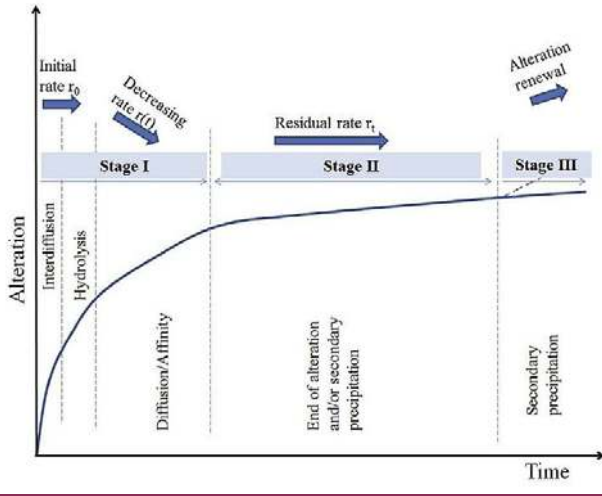 Initial
rate r₀
Decreasing
rate r(t)
Residual rate rₜ
Alteration
renewal
Stage I
Stage II
Stage III
Alteration
Interdiffusion
Hydrolysis
Diffusion/Affinity
End of alteration
and/or secondary
precipitation
Secondary
precipitation
Time